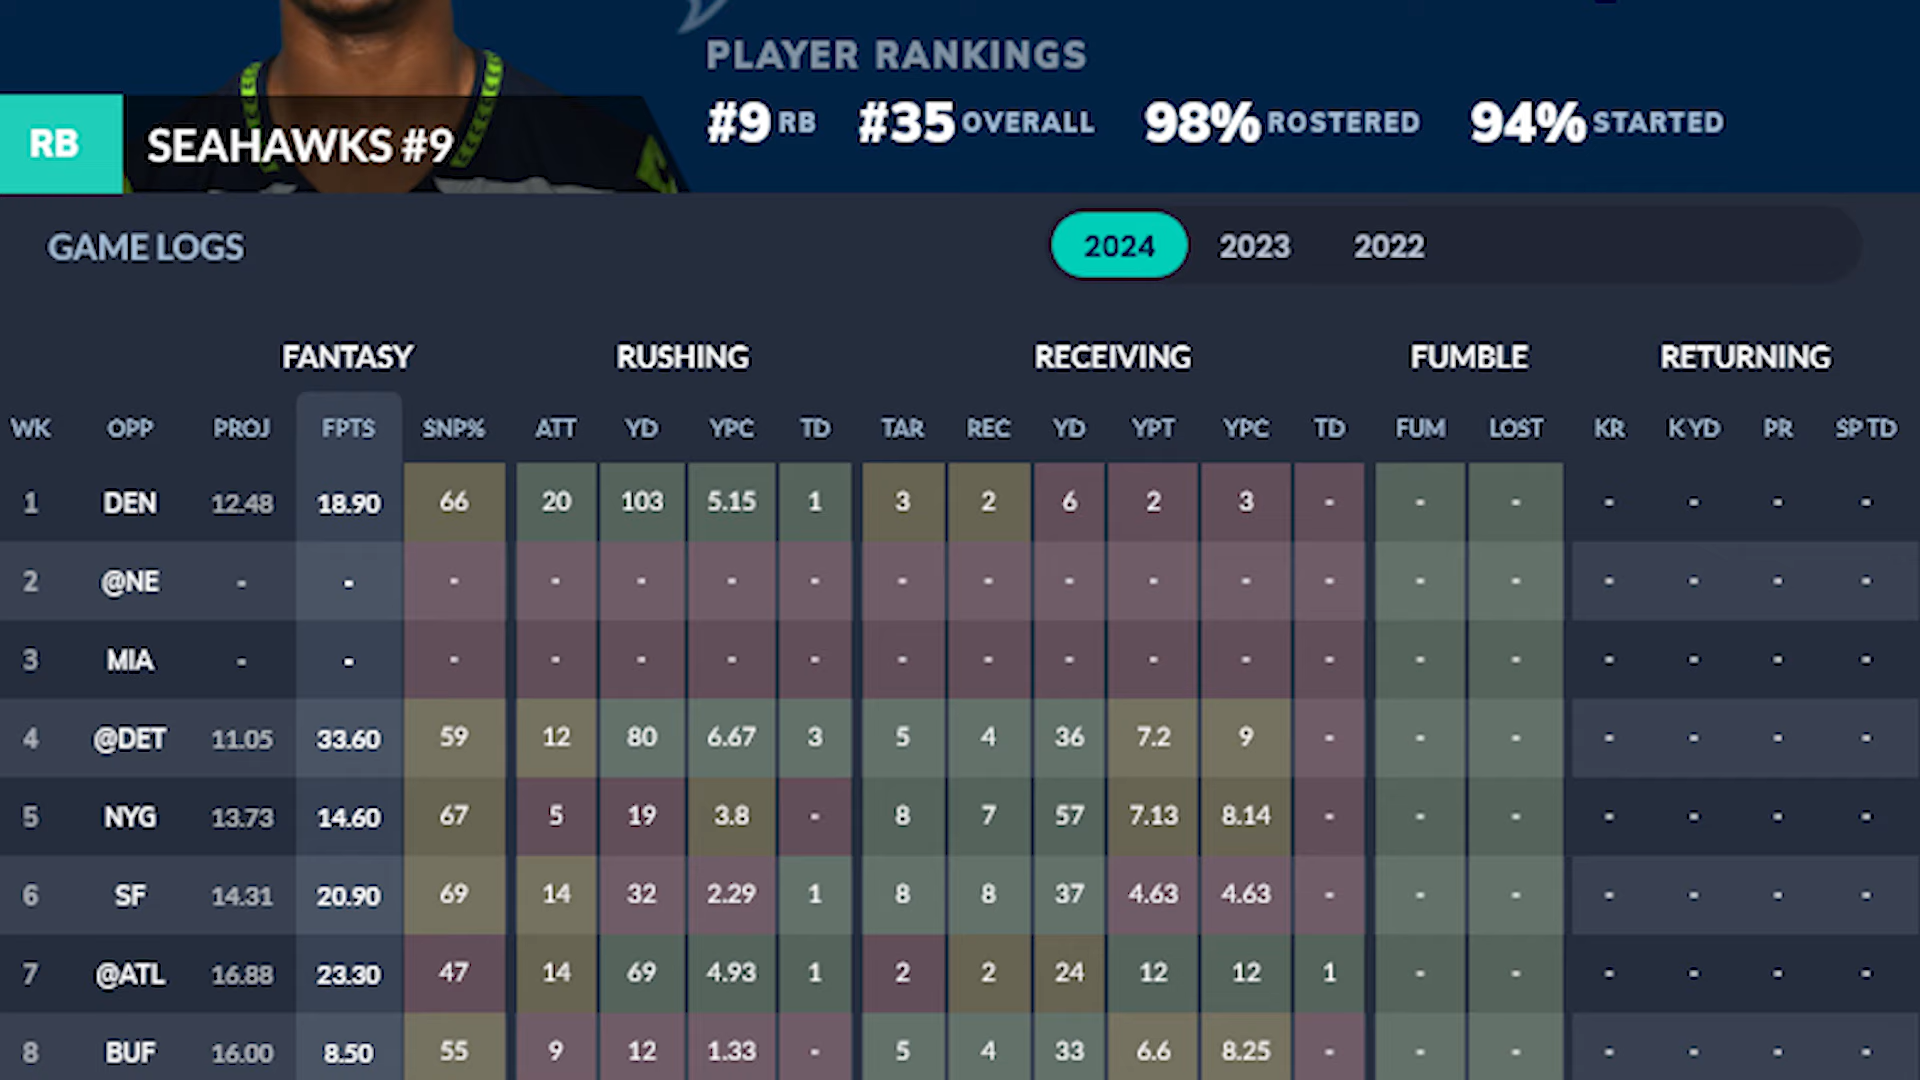 PLAYER RANKINGS
#9 RB #35 OVERALL 98% ROSTERED 94% STARTED
RB SEAHAWKS #9
GAME LOGS 2024 2023 2022
FANTASY RUSHING RECEIVING FUMBLE RETURNING
WK OPP PROJ FPTS SNP% ATT YD YPC TD TAR REC YD YPT YPC TD FUM LOST KR K YD PR SP TD
1 DEN 12.48 18.90 66 20 103 5.15 1 3 2 6 2 3 - - - - - - -
2 @NE - - - - - - - - - - - - - - - - - - -
3 MIA - - - - - - - - - - - - - - - - - - -
4 @DET 11.05 33.60 59 12 80 6.67 3 5 4 36 7.2 9 - - - - - - -
5 NYG 13.73 14.60 67 5 19 3.8 - 8 7 57 7.13 8.14 - - - - - - -
6 SF 14.31 20.90 69 14 32 2.29 1 8 8 37 4.63 4.63 - - - - - - -
7 @ATL 16.88 23.30 47 14 69 4.93 1 2 2 24 12 12 1 - - - - - -
8 BUF 16.00 8.50 55 9 12 1.33 - 5 4 33 6.6 8.25 - - - - - - -